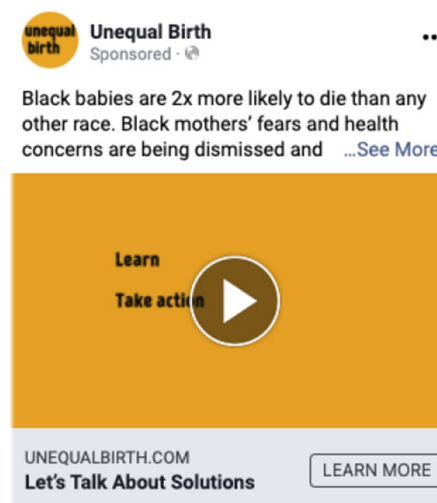 unequal
birth
Unequal Birth
Sponsored ·
Black babies are 2x more likely to die than any
other race. Black mothers' fears and health
concerns are being dismissed and ...See More
Learn
Take action
UNEQUALBIRTH.COM
Let's Talk About Solutions
LEARN MORE